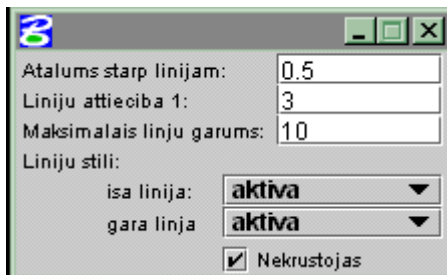 Atalums starp linijam: 0.5
Liniju attieciba 1: 3
Maksimalais linju garums: 10
Liniju stili:
isa linija: aktiva
gara linja aktiva
Nekrustojas